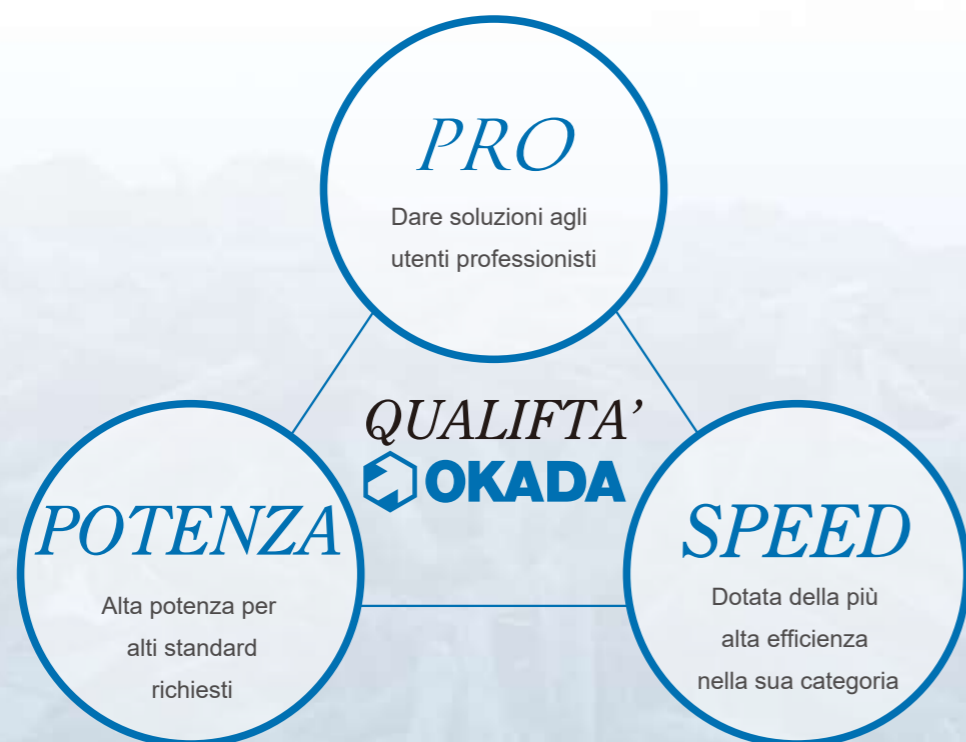 PRO
Dare soluzioni agli
utenti professionisti
QUALIFTA’
OKADA
POTENZA
Alta potenza per
alti standard
richiesti
SPEED
Dotata della più
alta efficienza
nella sua categoria